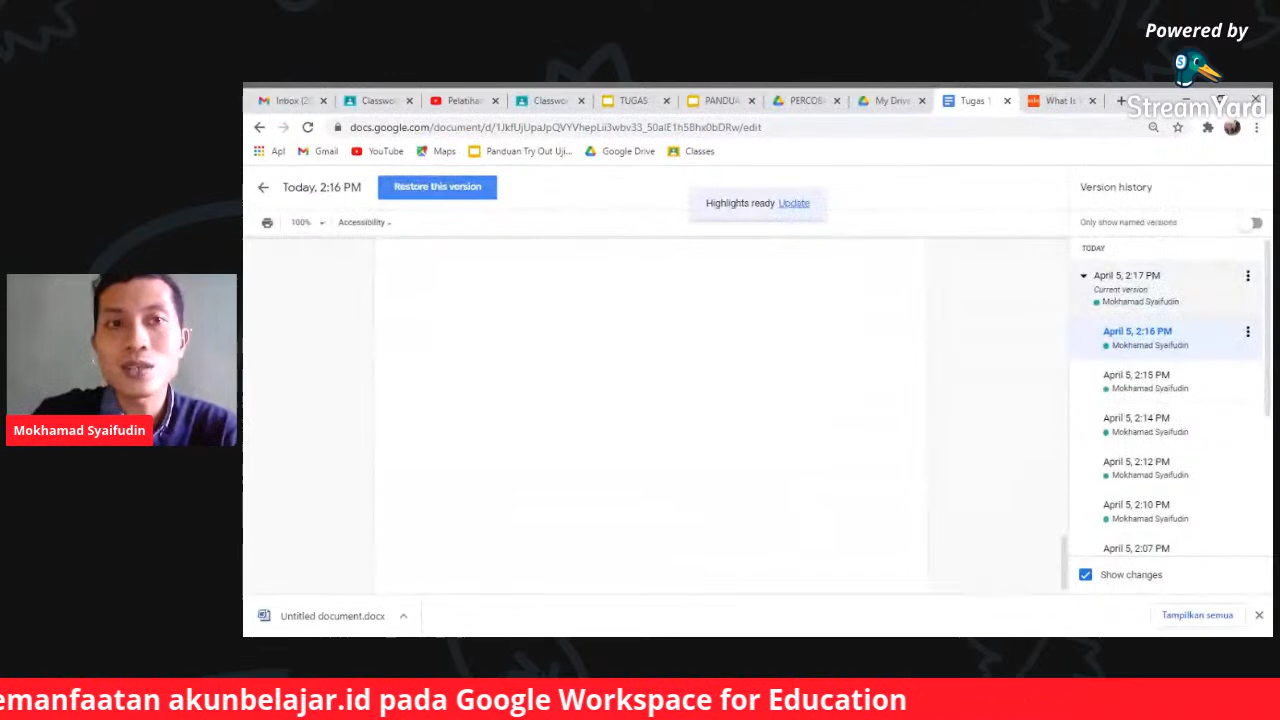 Powered by
StreamYard
Inbox (2
Classwo
Pelatiha
Classwo
TUGAS
PANDUA
PERCOB
My Drive
Tugas 1
What Is
docs.google.com/document/d/
Apl
Gmail
YouTube
Maps
Panduan Try Out Uji...
Google Drive
Classes
Today, 2:16 PM
Restore this version
Highlights ready Update
Version history
100%
Accessibility
Only show named versions
TODAY
April 5, 2:17 PM
Current version
Mokhamad Syaifudin
April 5, 2:16 PM
Mokhamad Syaifudin
April 5, 2:15 PM
Mokhamad Syaifudin
April 5, 2:14 PM
Mokhamad Syaifudin
April 5, 2:12 PM
Mokhamad Syaifudin
April 5, 2:10 PM
Mokhamad Syaifudin
April 5, 2:07 PM
Show changes
Mokhamad Syaifudin
Untitled document.docx
Tampilkan semua
emanfaatan akunbelajar.id pada Google Workspace for Education